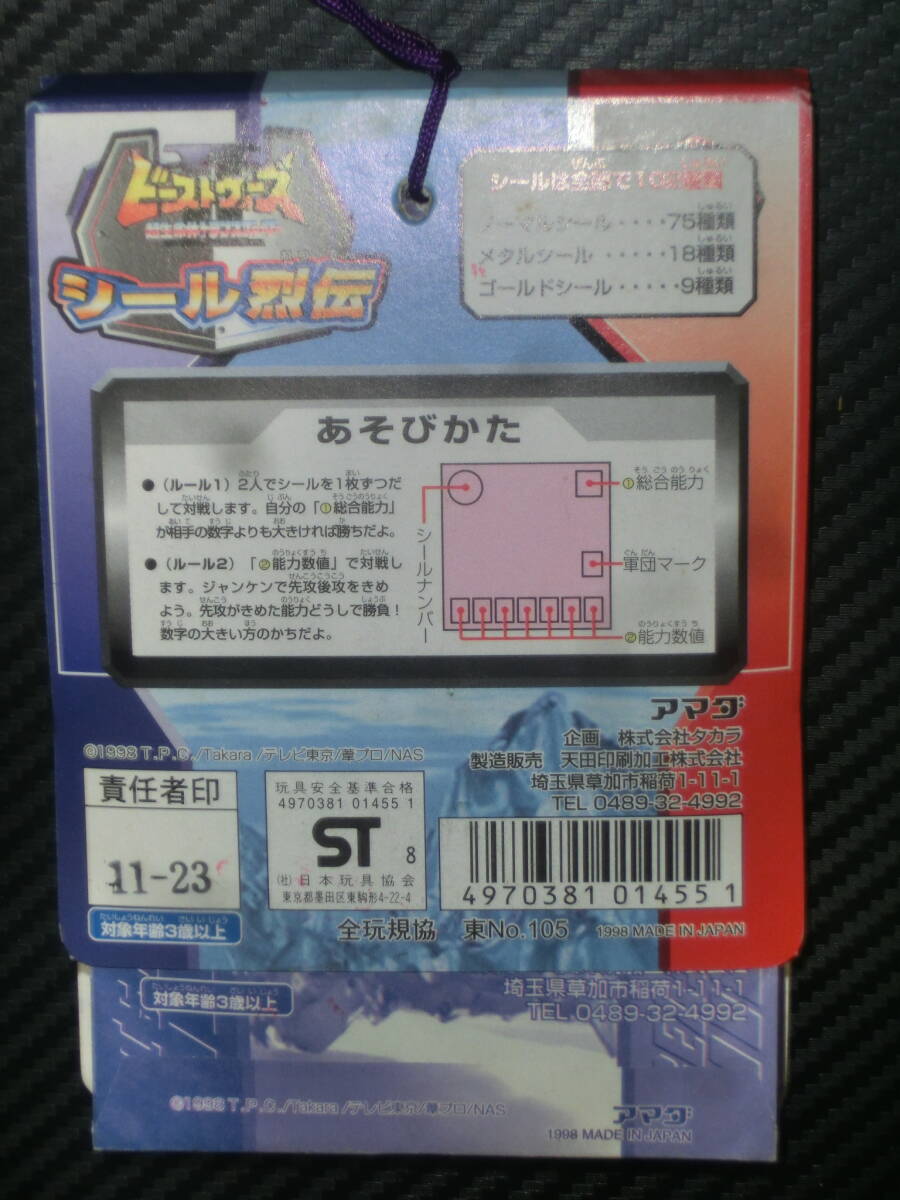 ビーストウォーズ
シール烈伝
シールは全部で102種類
ノーマルシール‥‥75種類
メタルシール‥‥‥18種類
ゴールドシール‥‥‥9種類
あそびかた
●（ルール1）2人でシールを1枚ずつだ
して対戦します。自分の「①総合能力」
が相手の数字よりも大きければ勝ちだよ。
●（ルール2）「②能力数値」で対戦し
ます。ジャンケンで先攻後攻をきめ
よう。先攻がきめた能力どうしで勝負！
数字の大きい方のかちだよ。
シールナンバー
①総合能力
軍団マーク
②能力数値
アマダ
企画 株式会社タカラ
製造販売 天田印刷加工株式会社
埼玉県草加市稲荷1-11-1
TEL 0489-32-4992
©1998 T.P.C./Takara /テレビ東京/葦プロ/NAS
責任者印
11-23
対象年齢3歳以上
玩具安全基準合格
4970381 01455 1
ST 8
(社)日本玩具協会
東京都墨田区東駒形4-22-4
4970381 014551
全玩規協 東No.105
1998 MADE IN JAPAN
対象年齢3歳以上
埼玉県草加市稲荷1-11-1
TEL.0489-32-4992
©1998 T.P.C./Takara /テレビ東京/葦プロ/NAS
アマダ
1998 MADE IN JAPAN